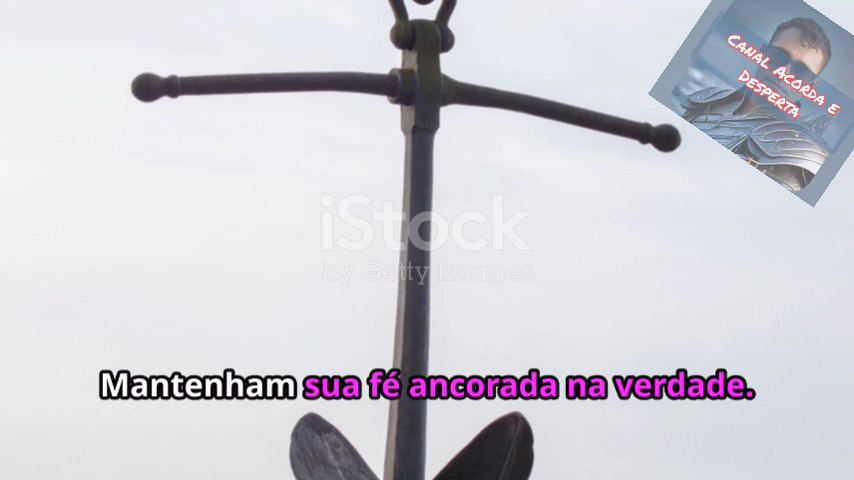 CANAL ACORDA E
DESPERTA
iStock
by Getty Images
Mantenham sua fé ancorada na verdade.